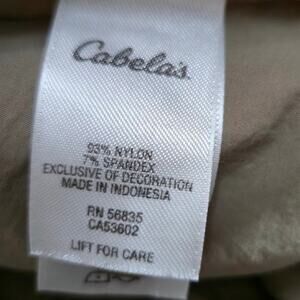 Cabela's
93% NYLON
7% SPANDEX
EXCLUSIVE OF DECORATION
MADE IN INDONESIA
RN 56835
CA53602
LIFT FOR CARE